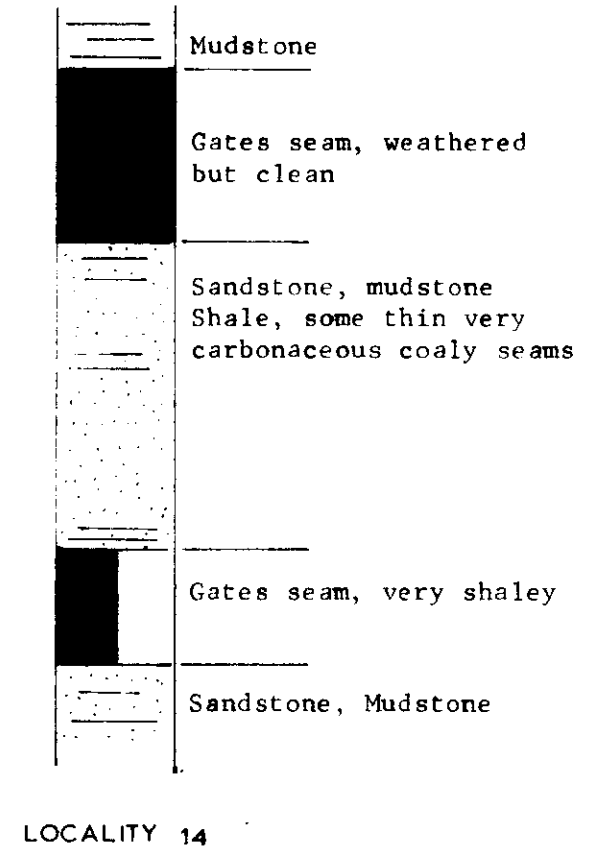 Mudstone
Gates seam, weathered
but clean
Sandstone, mudstone
Shale, some thin very
carbonaceous coaly seams
Gates seam, very shaley
Sandstone, Mudstone
LOCALITY 14